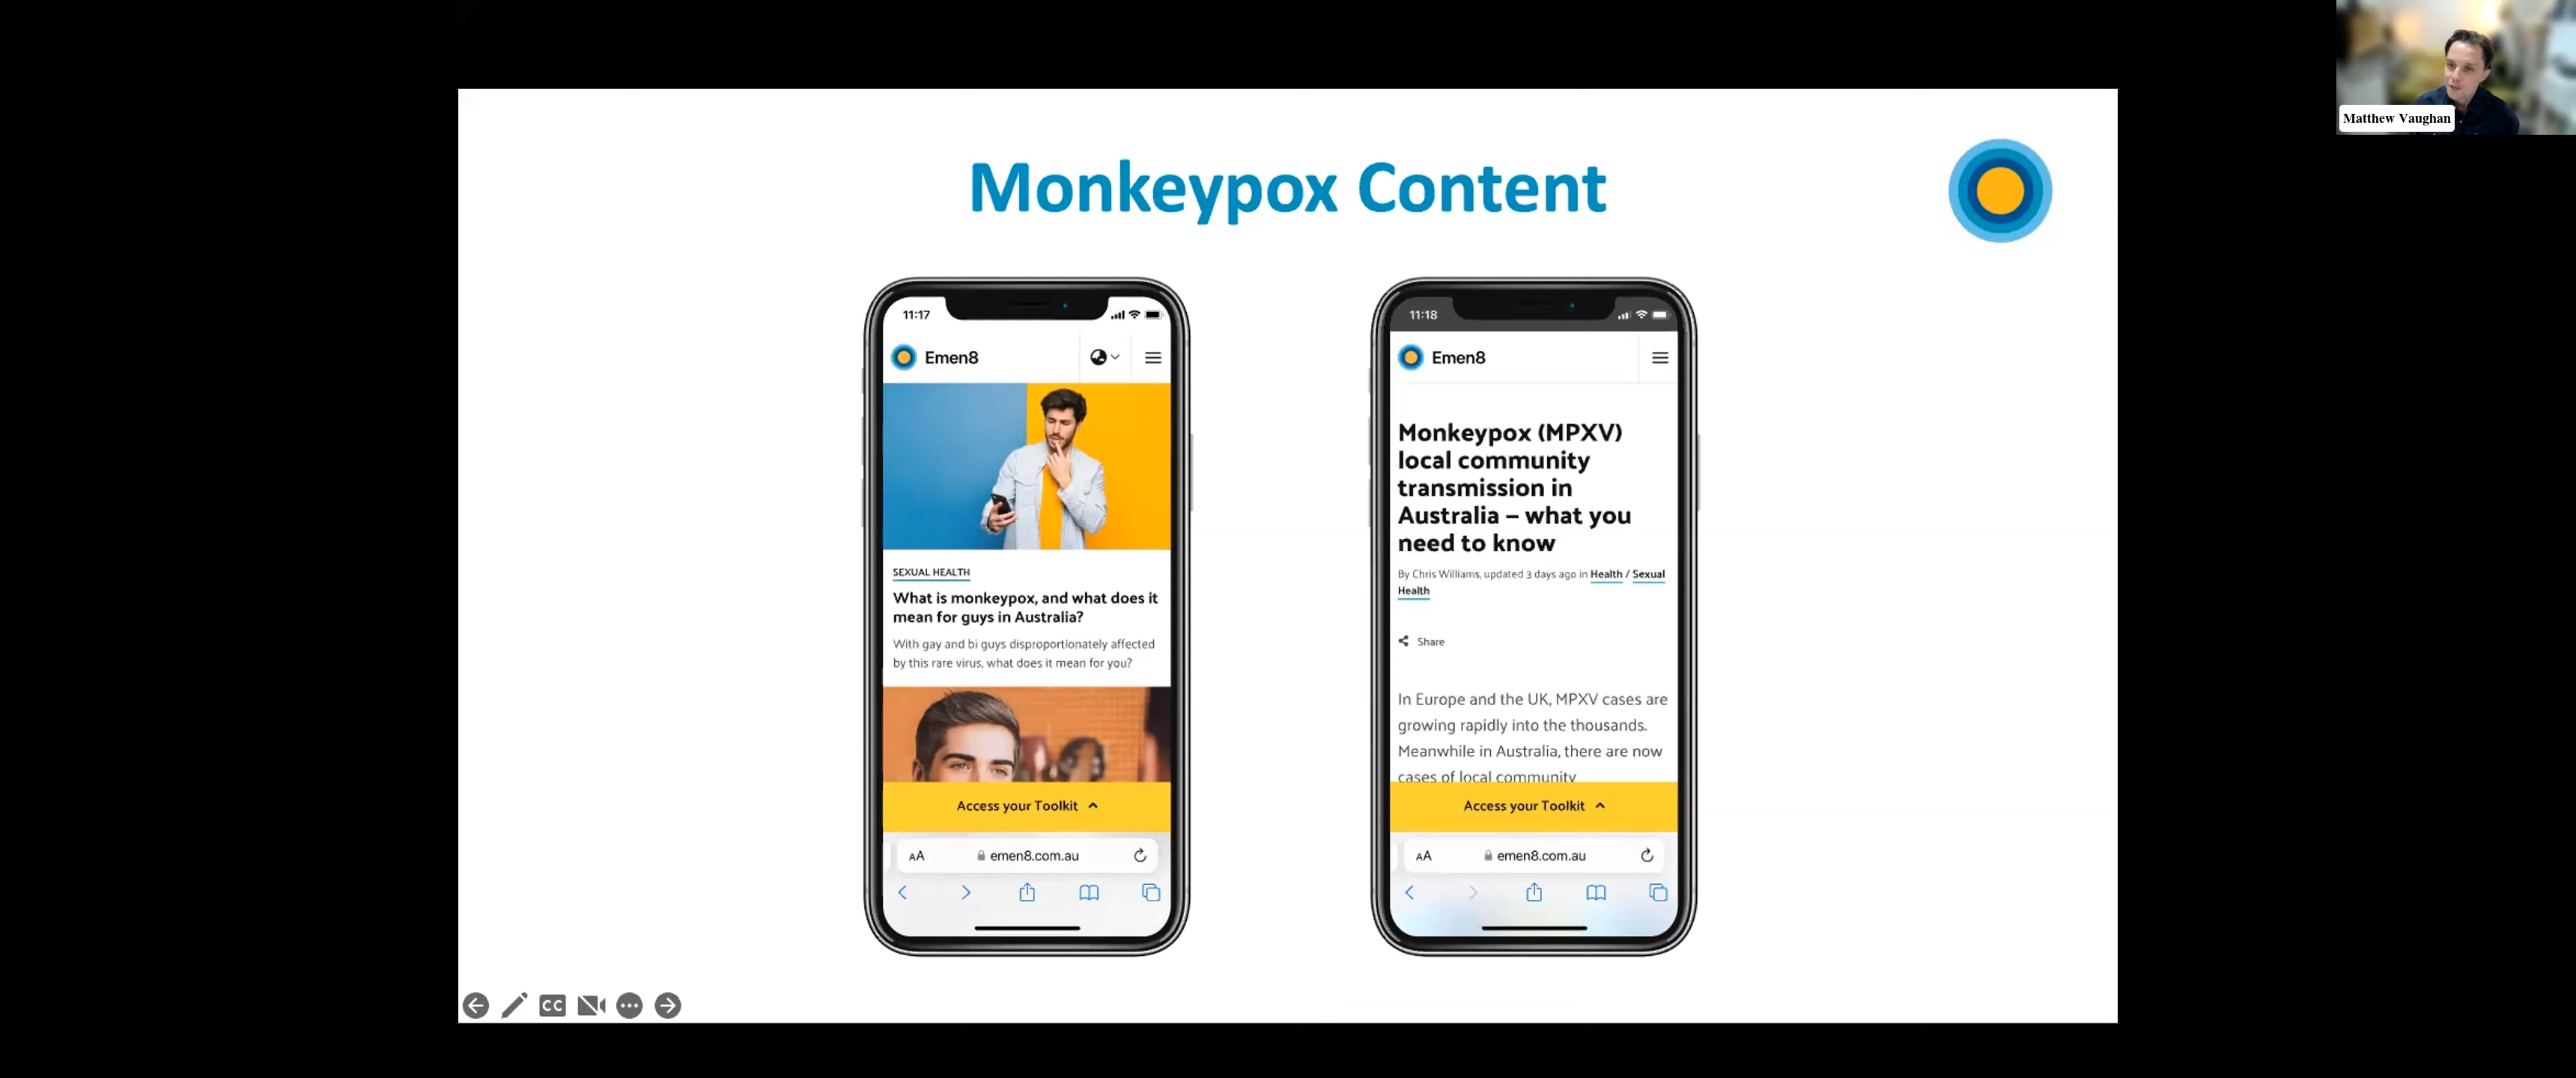 Matthew Vaughan
Monkeypox Content
11:17
Emen8
SEXUAL HEALTH
What is monkeypox, and what does it
mean for guys in Australia?
With gay and bi guys disproportionately affected
by this rare virus, what does it mean for you?
Access your Toolkit
AA
emen8.com.au
11:18
Emen8
Monkeypox (MPXV)
local community
transmission in
Australia – what you
need to know
By Chris Williams, updated 3 days ago in Health / Sexual
Health
Share
In Europe and the UK, MPXV cases are
growing rapidly into the thousands.
Meanwhile in Australia, there are now
cases of local community
Access your Toolkit
AA
emen8.com.au
CC